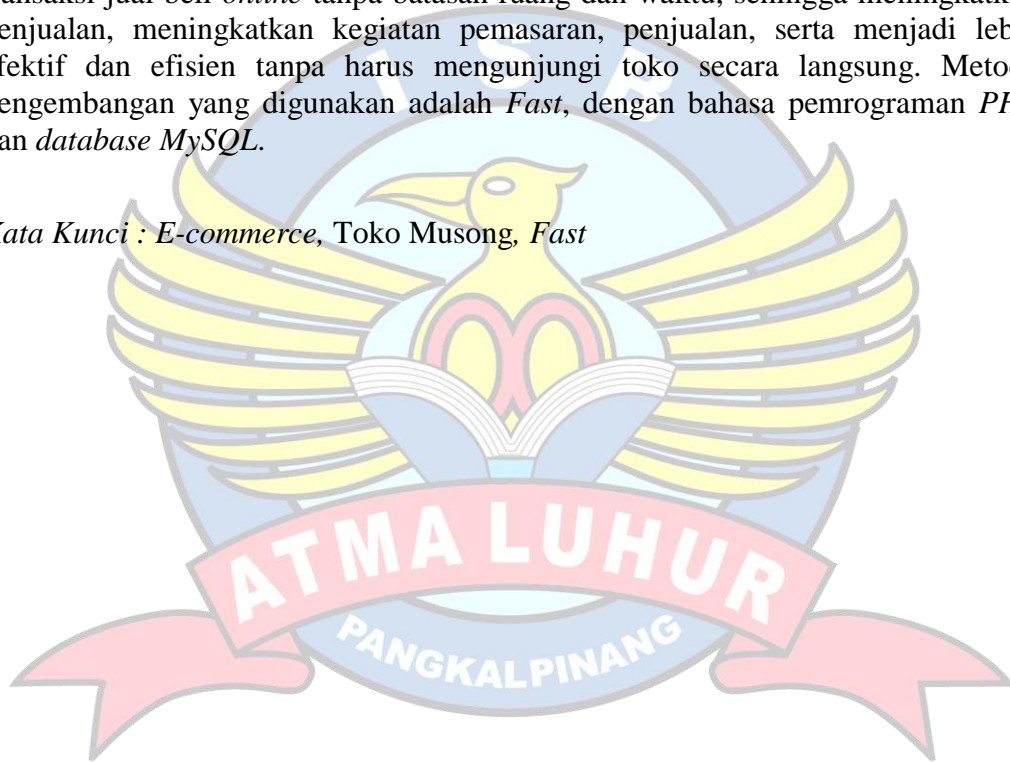 ransaksi jual beli online tanpa batasan ruang dan waktu, sehingga meningkatk
enjualan, meningkatkan kegiatan pemasaran, penjualan, serta menjadi leb
fektif dan efisien tanpa harus mengunjungi toko secara langsung. Metod
engembangan yang digunakan adalah Fast, dengan bahasa pemrograman PH
an database MySQL.
Kata Kunci : E-commerce, Toko Musong, Fast
I S B
ATMA LUHUR
PANGKALPINANG